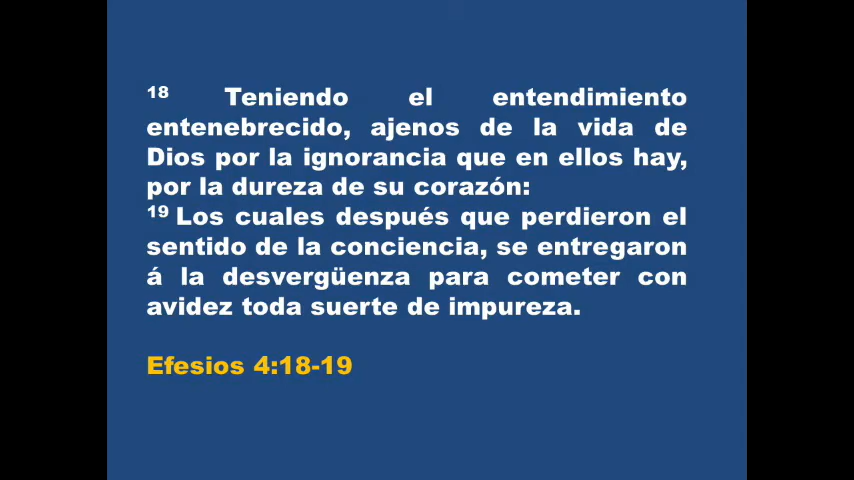 18 Teniendo el entendimiento
entenebrecido, ajenos de la vida de
Dios por la ignorancia que en ellos hay,
por la dureza de su corazón:
19 Los cuales después que perdieron el
sentido de la conciencia, se entregaron
á la desvergüenza para cometer con
avidez toda suerte de impureza.
Efesios 4:18-19